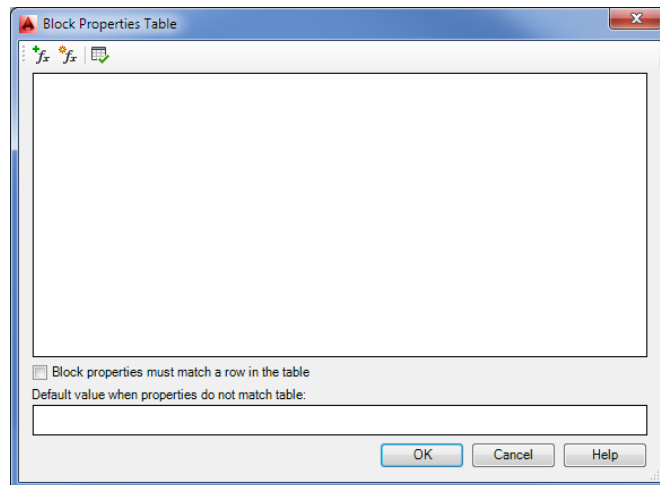 Block Properties Table
Block properties must match a row in the table
Default value when properties do not match table:
OK Cancel Help